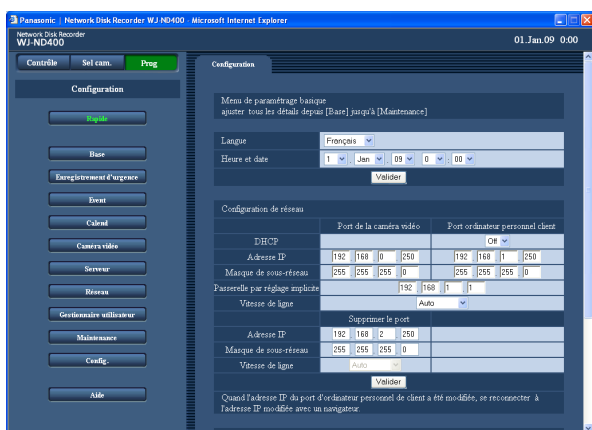 Panasonic | Network Disk Recorder WJ-ND400 - Microsoft Internet Explorer
Network Disk Recorder
WJ-ND400
01.Jan.09 0:00
Contrôle Sel cam. Prog
Configuration
Rapide
Base
Enregistrement d'urgence
Event
Calend
Caméra vidéo
Serveur
Réseau
Gestionnaire utilisateur
Maintenance
Config.
Aide
Configuration
Menu de paramétrage basique
ajuster tous les détails depuis [Base] jusqu'à [Maintenance]
Langue Français
Heure et date 1 . Jan . 09 0 : 00
Valider
Configuration de réseau
Port de la caméra vidéo Port ordinateur personnel client
DHCP Off
Adresse IP 192 .168 .0 .250 192 .168 .1 .250
Masque de sous-réseau 255 .255 .255 .0 255 .255 .255 .0
Passerelle par réglage implicite 192 .168 .1 .1
Vitesse de ligne Auto
Supprimer le port
Adresse IP 192 .168 .2 .250
Masque de sous-réseau 255 .255 .255 .0
Vitesse de ligne Auto
Valider
Quand l'adresse IP du port d'ordinateur personnel de client a été modifiée, se reconnecter à
l'adresse IP modifiée avec un navigateur.